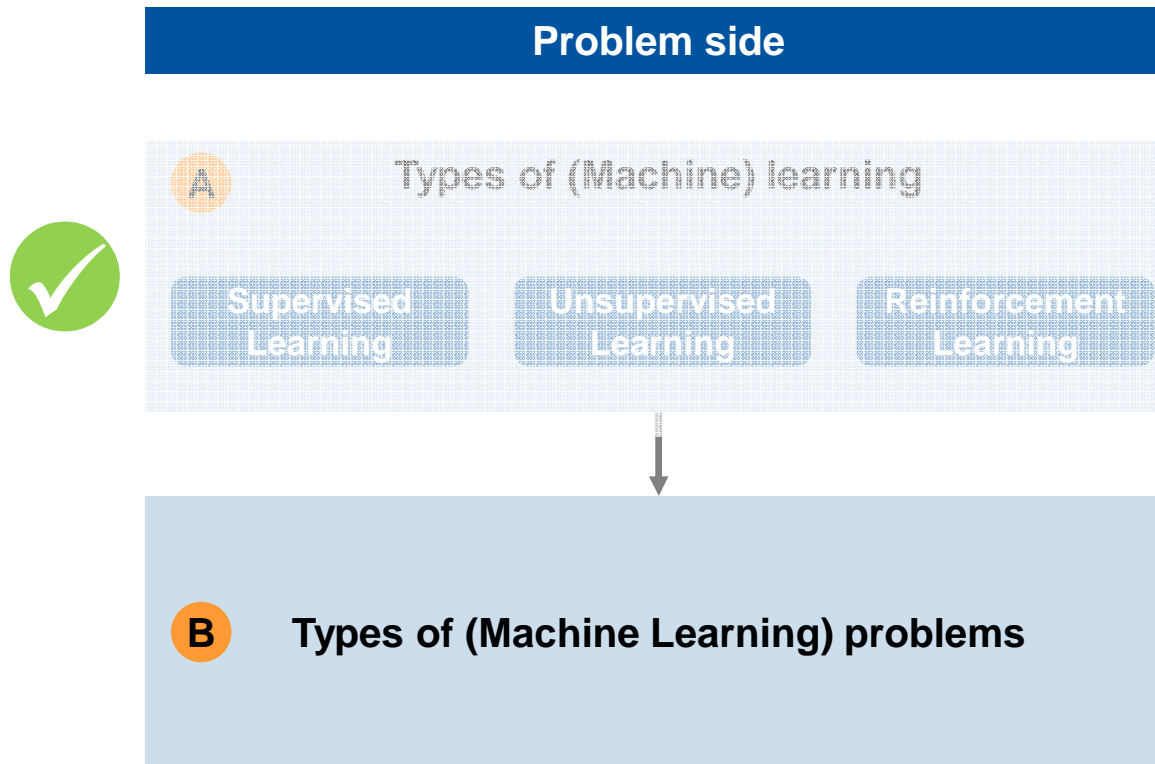 Problem side
A
Types of (Machine) learning
Supervised
Learning
Unsupervised
Learning
Reinforcement
Learning
B
Types of (Machine Learning) problems